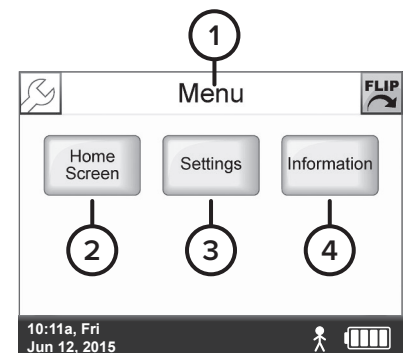 1
Menu
FLIP
Home
Screen
Settings
Information
2
3
4
10:11a, Fri
Jun 12, 2015